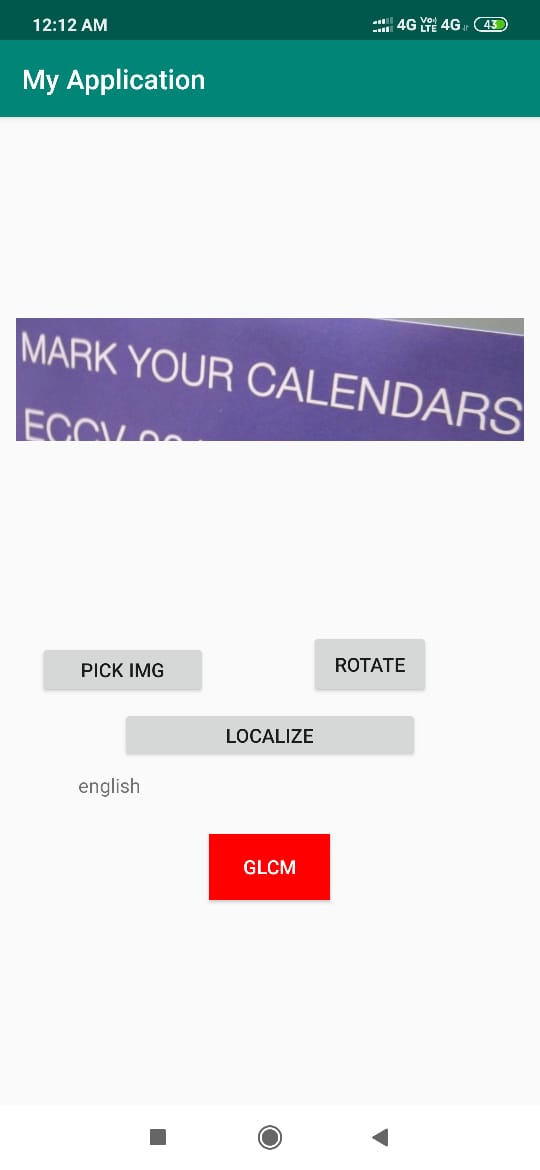 12:12 AM 4G Vo) LTE 4G 43
My Application
MARK YOUR CALENDARS
ECCV
PICK IMG
ROTATE
LOCALIZE
english
GLCM